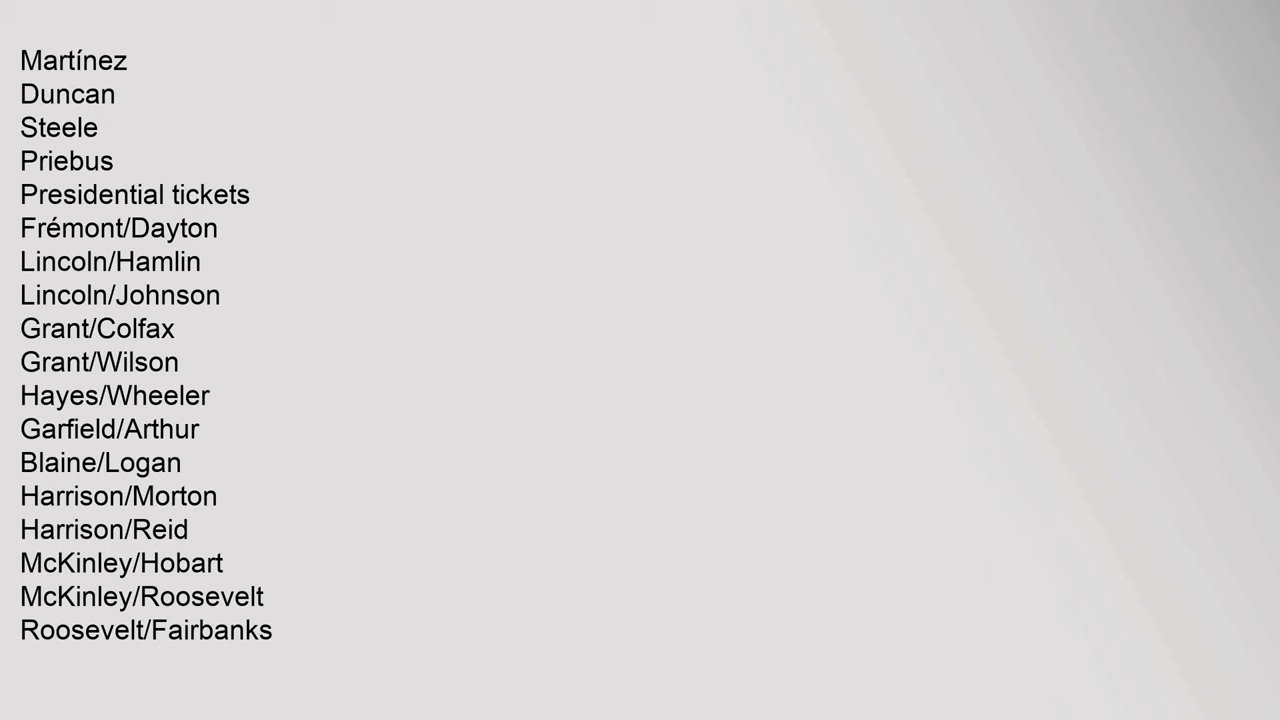 Martínez
Duncan
Steele
Priebus
Presidential tickets
Frémont/Dayton
Lincoln/Hamlin
Lincoln/Johnson
Grant/Colfax
Grant/Wilson
Hayes/Wheeler
Garfield/Arthur
Blaine/Logan
Harrison/Morton
Harrison/Reid
McKinley/Hobart
McKinley/Roosevelt
Roosevelt/Fairbanks